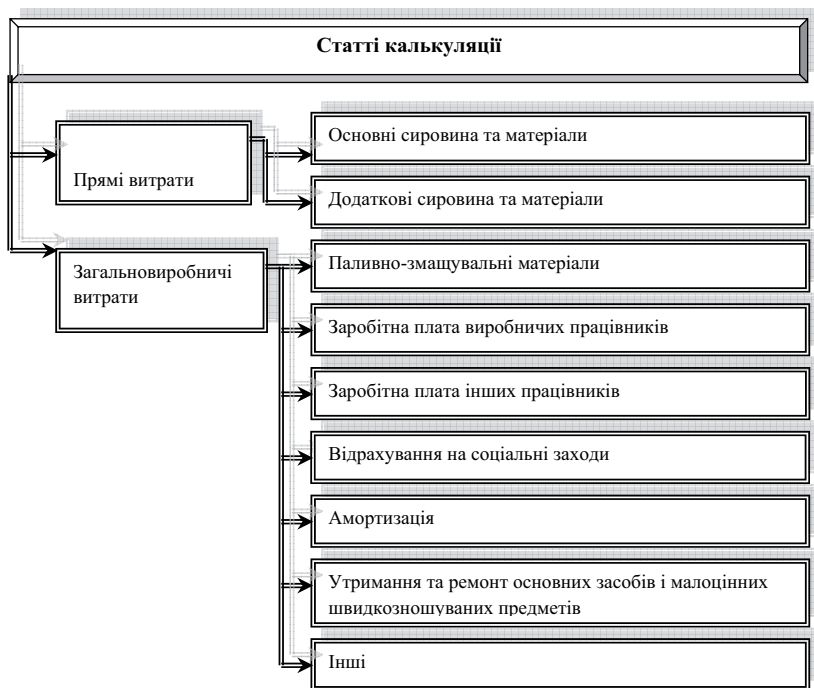 Статті калькуляції
Прямі витрати
Основні сировина та матеріали
Додаткові сировина та матеріали
Загальновиробничі
витрати
Паливно-змащувальні матеріали
Заробітна плата виробничих працівників
Заробітна плата інших працівників
Відрахування на соціальні заходи
Амортизація
Утримання та ремонт основних засобів і малоцінних
швидкозношуваних предметів
Інші